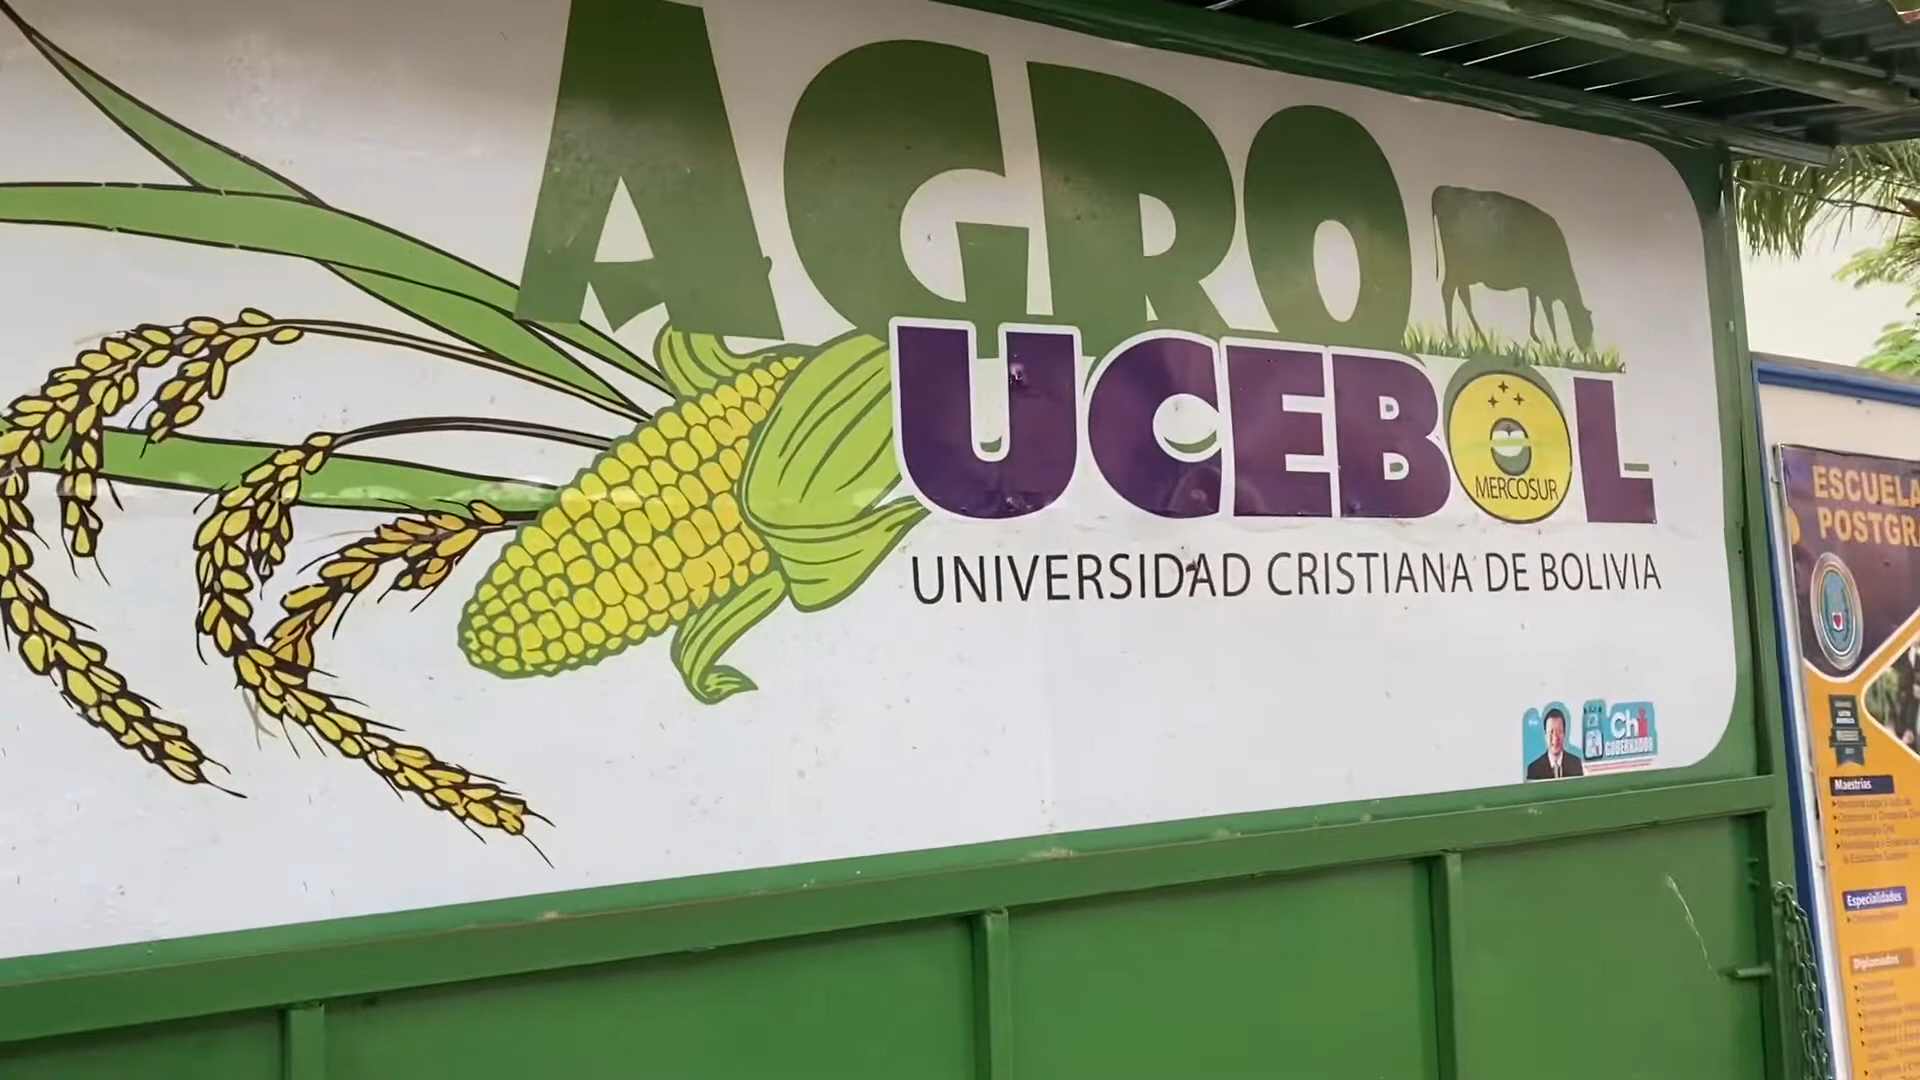 AGRO
UCEBOL
MERCOSUR
UNIVERSIDAD CRISTIANA DE BOLIVIA
Chi
GOBERNADOR
ESCUELA
POSTGR
Maestrías
Especialidades
Diplomados